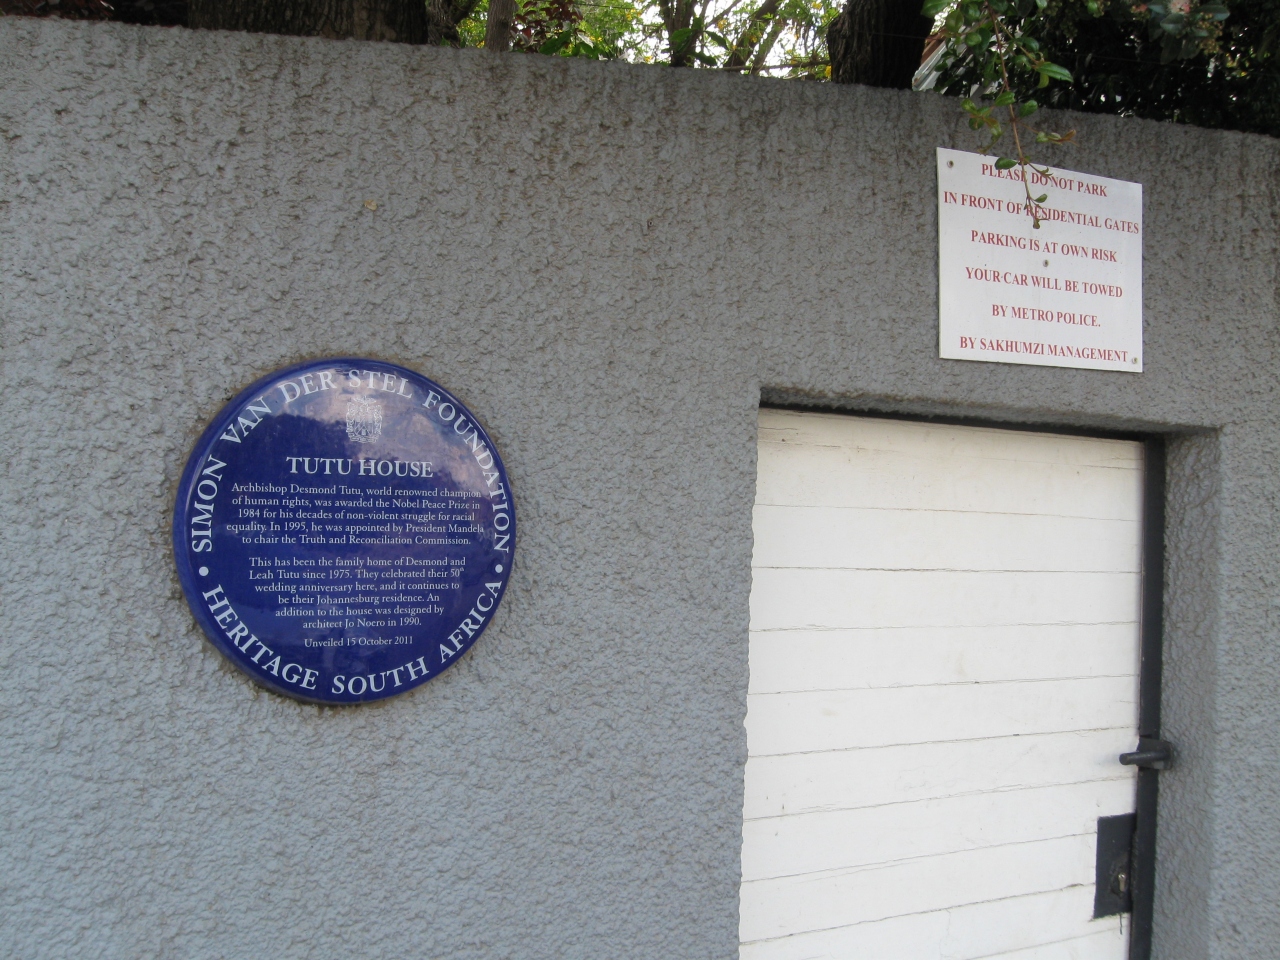 SIMON VAN DER STEL FOUNDATION
TUTU HOUSE
Archbishop Desmond Tutu, world renowned champion
of human rights, was awarded the Nobel Peace Prize in
1984 for his decades of non-violent struggle for racial
equality. In 1995, he was appointed by President Mandela
to chair the Truth and Reconciliation Commission.
This has been the family home of Desmond and
Leah Tutu since 1975. They celebrated their 50th
wedding anniversary here, and it continues to
be their Johannesburg residence. An
addition to the house was designed by
architect Jo Noero in 1990.
Unveiled 15 October 2011
• HERITAGE SOUTH AFRICA •
PLEASE DO NOT PARK
IN FRONT OF RESIDENTIAL GATES
PARKING IS AT OWN RISK
YOUR CAR WILL BE TOWED
BY METRO POLICE.
BY SAKHUMZI MANAGEMENT